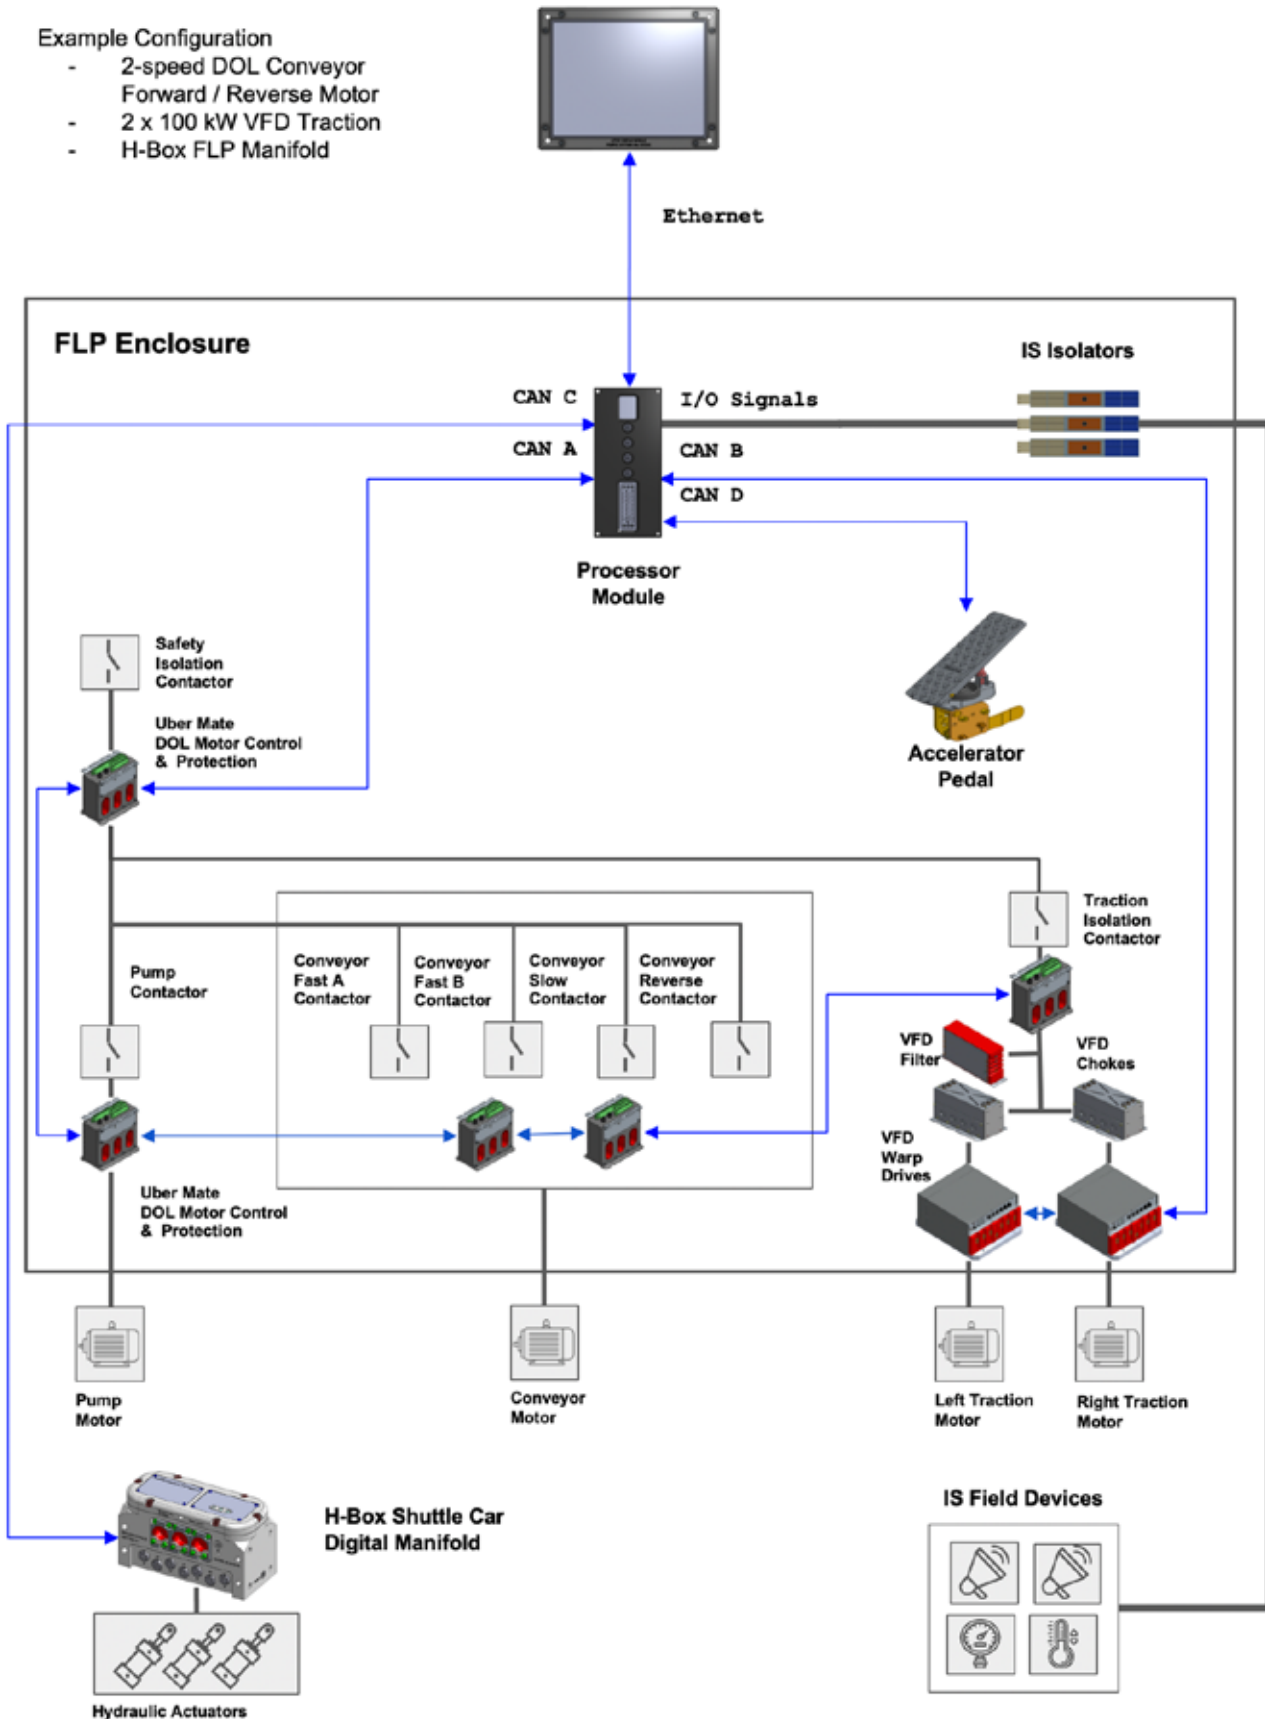 Example Configuration
- 2-speed DOL Conveyor
Forward / Reverse Motor
- 2 x 100 kW VFD Traction
- H-Box FLP Manifold
Ethernet
FLP Enclosure
IS Isolators
CAN C
I/O Signals
CAN A
CAN B
CAN D
Processor
Module
Safety
Isolation
Contactor
Uber Mate
DOL Motor Control
& Protection
Accelerator
Pedal
Traction
Isolation
Contactor
Pump
Contactor
Conveyor
Fast A
Contactor
Conveyor
Fast B
Contactor
Conveyor
Slow
Contactor
Conveyor
Reverse
Contactor
VFD
Filter
VFD
Chokes
VFD
Warp
Drives
Uber Mate
DOL Motor Control
& Protection
Pump
Motor
Conveyor
Motor
Left Traction
Motor
Right Traction
Motor
H-Box Shuttle Car
Digital Manifold
IS Field Devices
Hydraulic Actuators